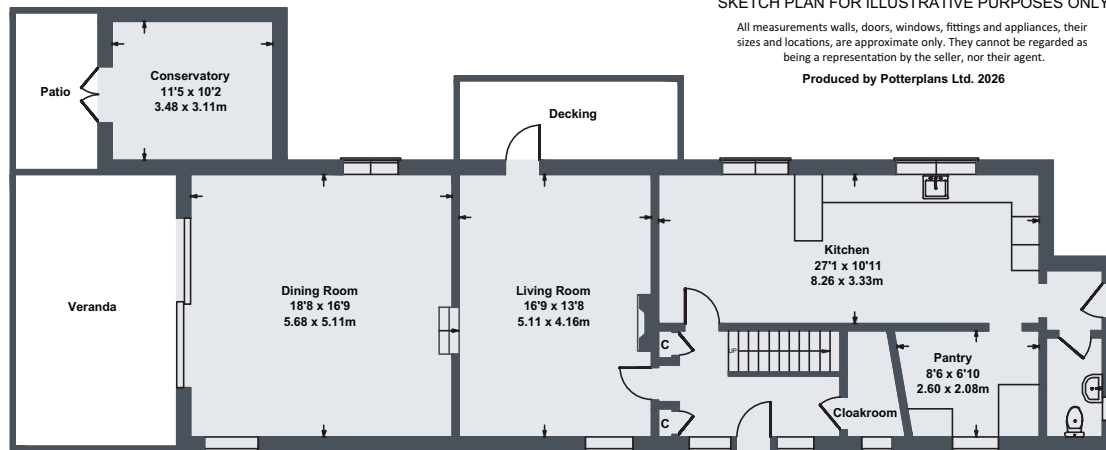 SKETCH PLAN FOR ILLUSTRATIVE PURPOSES ONLY
All measurements walls, doors, windows, fittings and appliances, their
sizes and locations, are approximate only. They cannot be regarded as
being a representation by the seller, nor their agent.
Produced by Potterplans Ltd. 2026
Conservatory
11'5 x 10'2
3.48 x 3.11m
Patio
Decking
Kitchen
27'1 x 10'11
8.26 x 3.33m
Dining Room
18'8 x 16'9
5.68 x 5.11m
Living Room
16'9 x 13'8
5.11 x 4.16m
Veranda
C
UP
Pantry
8'6 x 6'10
2.60 x 2.08m
Cloakroom
C